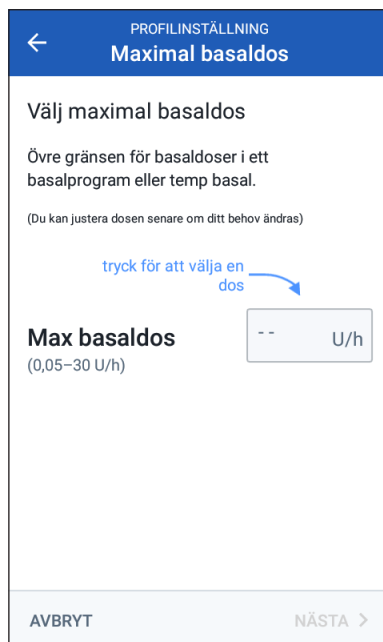 PROFILINSTÄLLNING
Maximal basaldos
Välj maximal basaldos
Övre gränsen för basaldoser i ett
basalprogram eller temp basal.
(Du kan justera dosen senare om ditt behov ändras)
tryck för att välja en
dos
Max basaldos
-- U/h
(0,05–30 U/h)
AVBRYT
NÄSTA